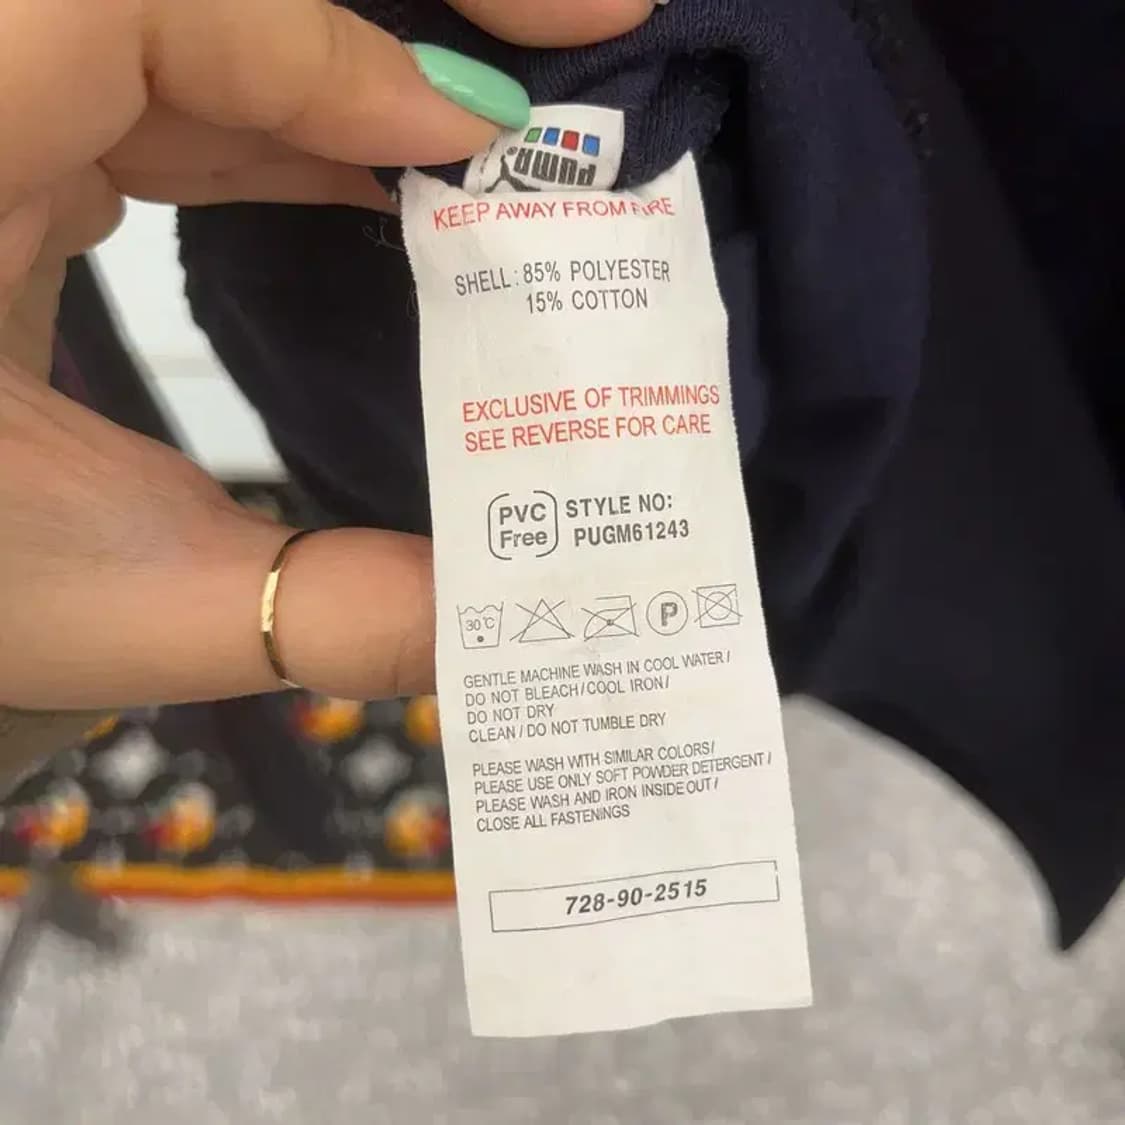 PUMA®
KEEP AWAY FROM FIRE
SHELL: 85% POLYESTER
15% COTTON
EXCLUSIVE OF TRIMMINGS
SEE REVERSE FOR CARE
PVC
Free
STYLE NO:
PUGM61243
30°C
P
GENTLE MACHINE WASH IN COOL WATER /
DO NOT BLEACH / COOL IRON /
DO NOT DRY
CLEAN / DO NOT TUMBLE DRY
PLEASE WASH WITH SIMILAR COLORS /
PLEASE USE ONLY SOFT POWDER DETERGENT /
PLEASE WASH AND IRON INSIDE OUT /
CLOSE ALL FASTENINGS
728-90-2515